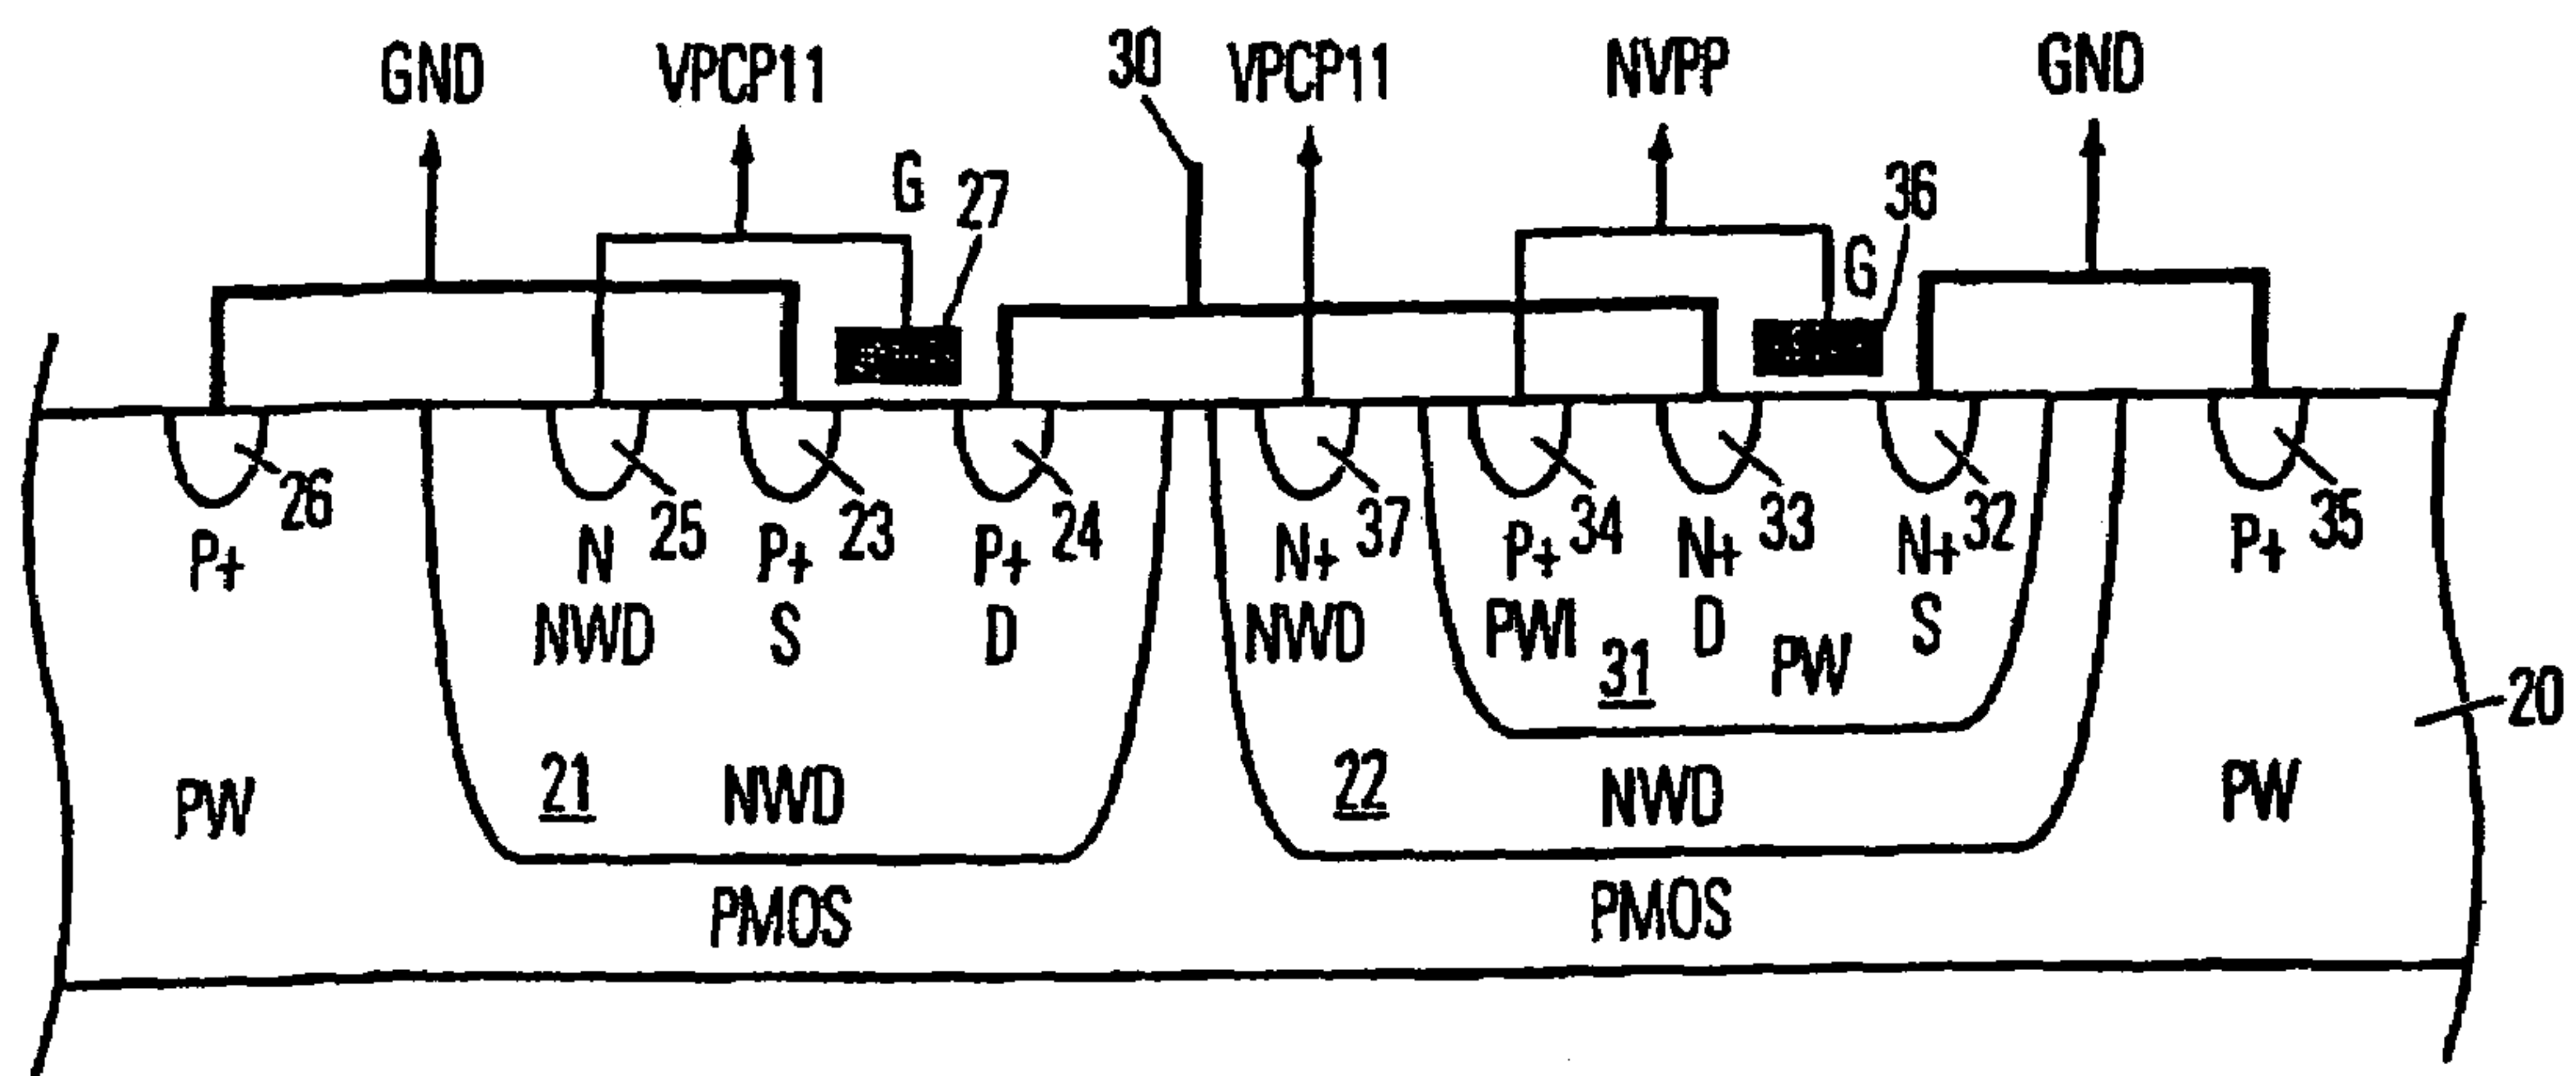 GND VPCP11 30 VPCP11 NVPP GND
G 27 G 36
26 25 23 24 37 34 33 32 35
P+ N P+ P+ N+ P+ N+ N+ P+
NWD S D NWD PWI D S
31 PW
20
PW 21 NWD 22 NWD PW
PMOS PMOS